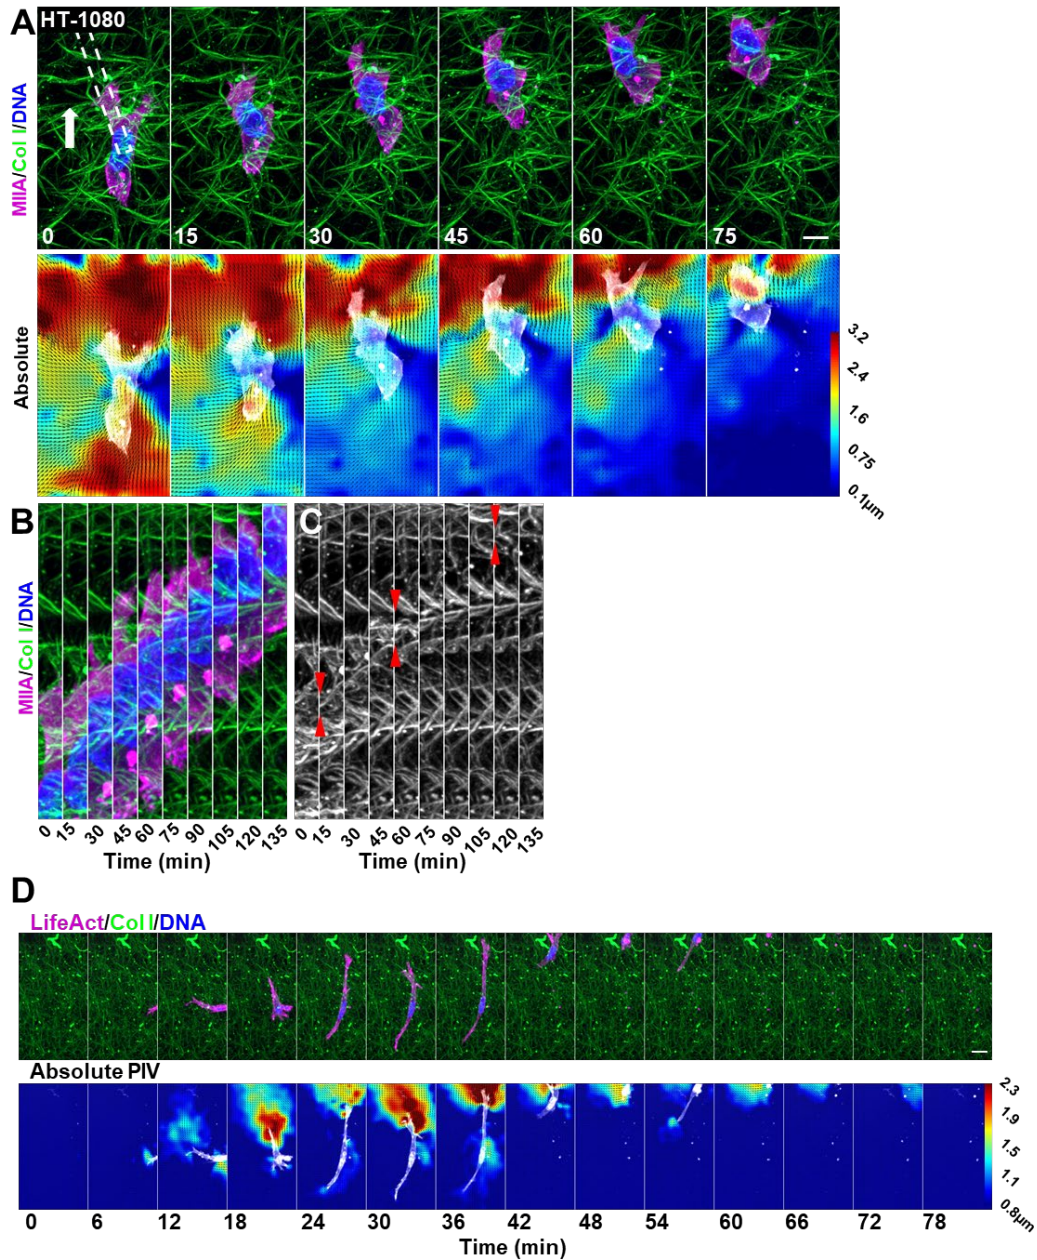 A
HT-1080
MIIA/Col I/DNA
0
15
30
45
60
75
Absolute
3.2
2.4
1.6
0.75
0.1µm
B
C
MIIA/Col I/DNA
0 15 30 45 60 75 90 105 120 135
0 15 30 45 60 75 90 105 120 135
Time (min)
Time (min)
D
LifeAct/Col I/DNA
Absolute PIV
2.3
1.9
1.5
1.1
0.8µm
0 6 12 18 24 30 36 42 48 54 60 66 72 78
Time (min)